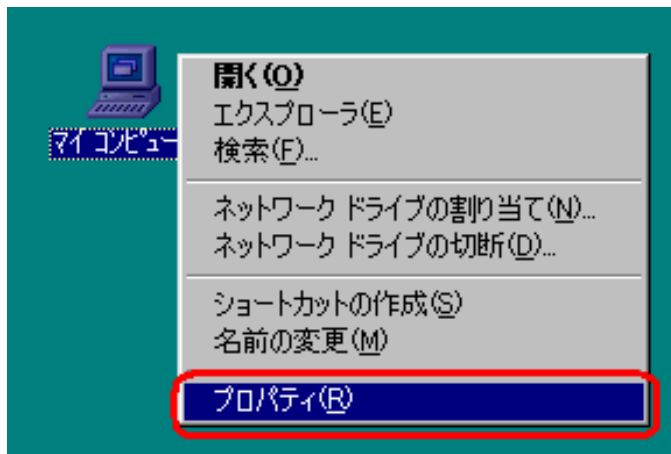 マイ コンピュー
開く(O)
エクスプローラ(E)
検索(F)...
ネットワーク ドライブの割り当て(N)...
ネットワーク ドライブの切断(D)...
ショートカットの作成(S)
名前の変更(M)
プロパティ(R)